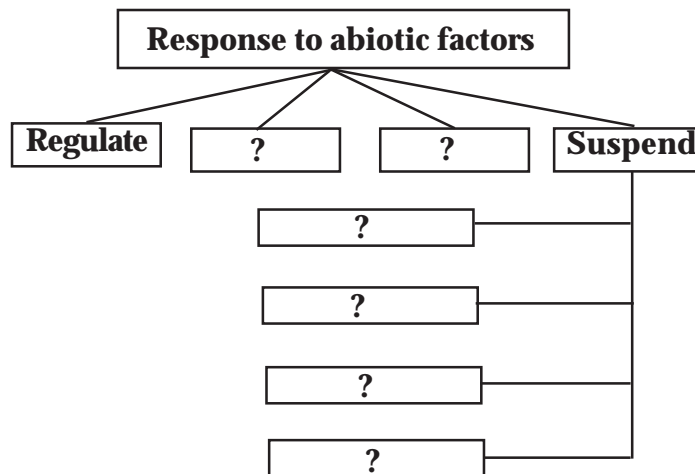 Response to abiotic factors
Regulate
?
?
Suspend
?
?
?
?